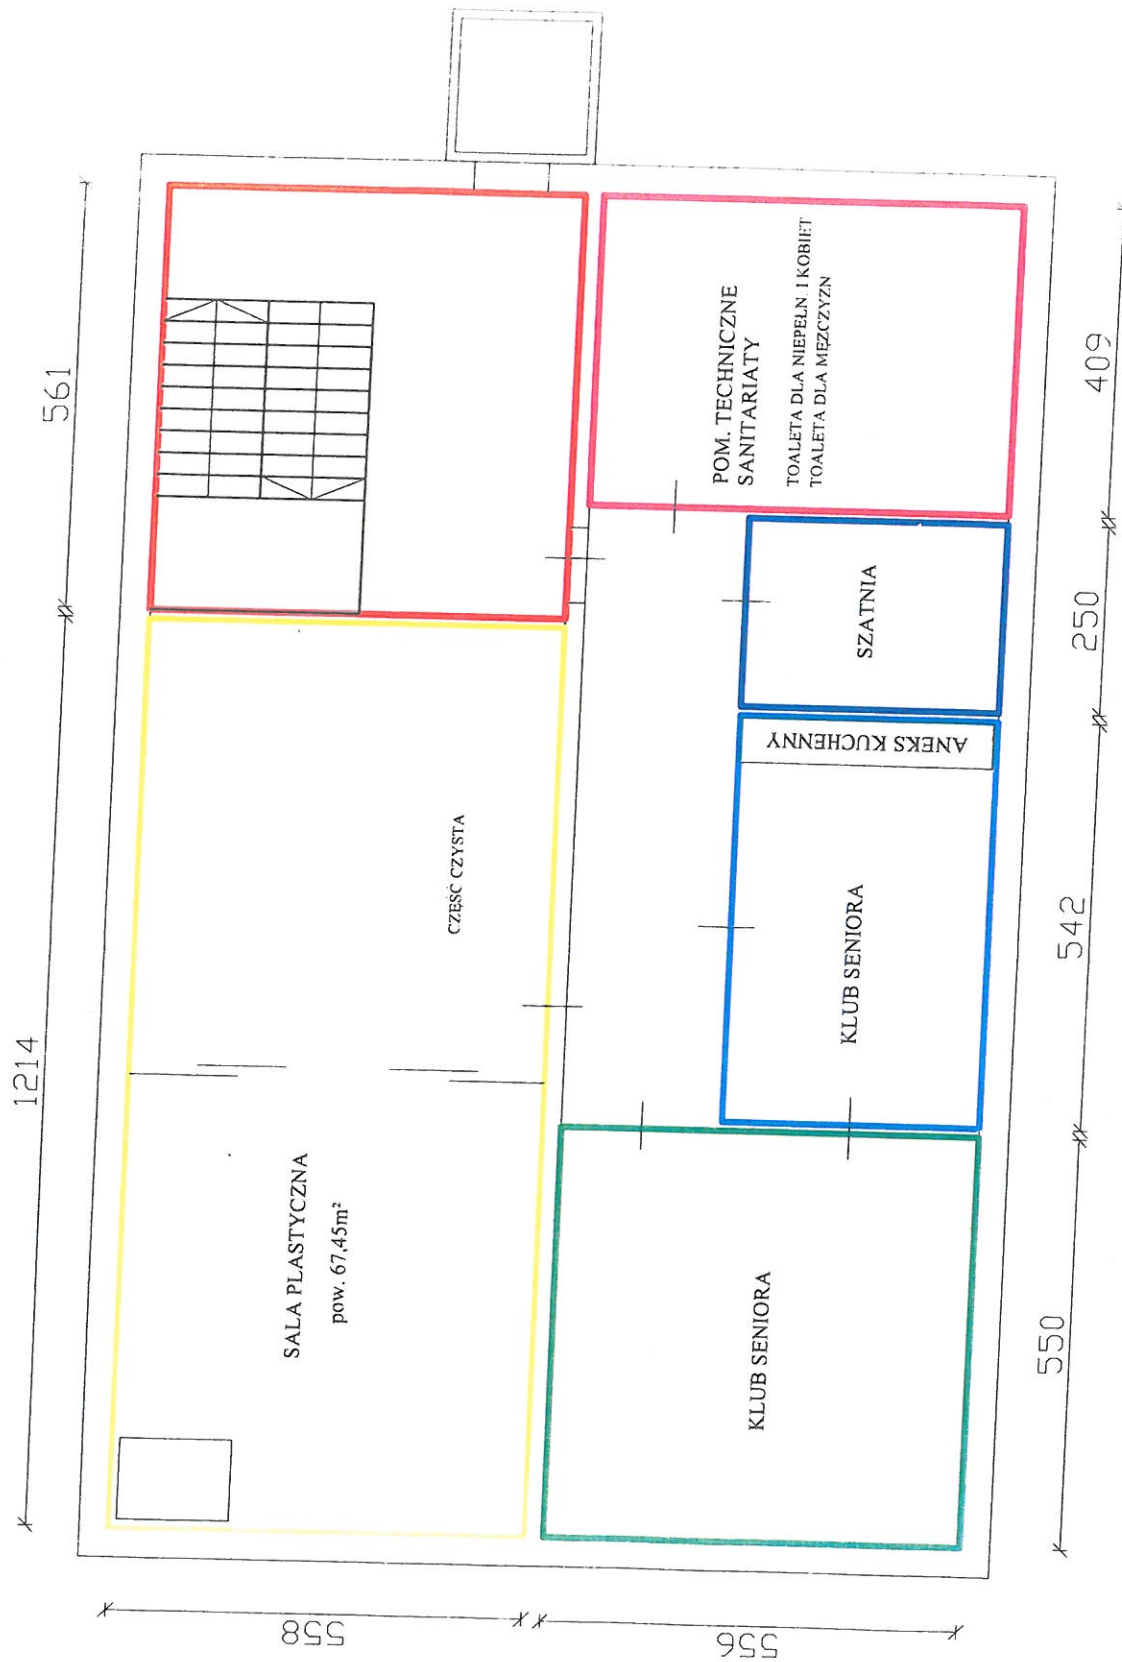 1214
561
SALA PLASTYCZNA
pow. 67,45m²
CZĘŚĆ CZYSTA
558
556
POM. TECHNICZNE
SANITARIATY
TOALETA DLA NIEPEŁN. I KOBIET
TOALETA DLA MĘŻCZYZN
SZATNIA
ANEKS KUCHENNY
KLUB SENIORA
KLUB SENIORA
550
542
250
409